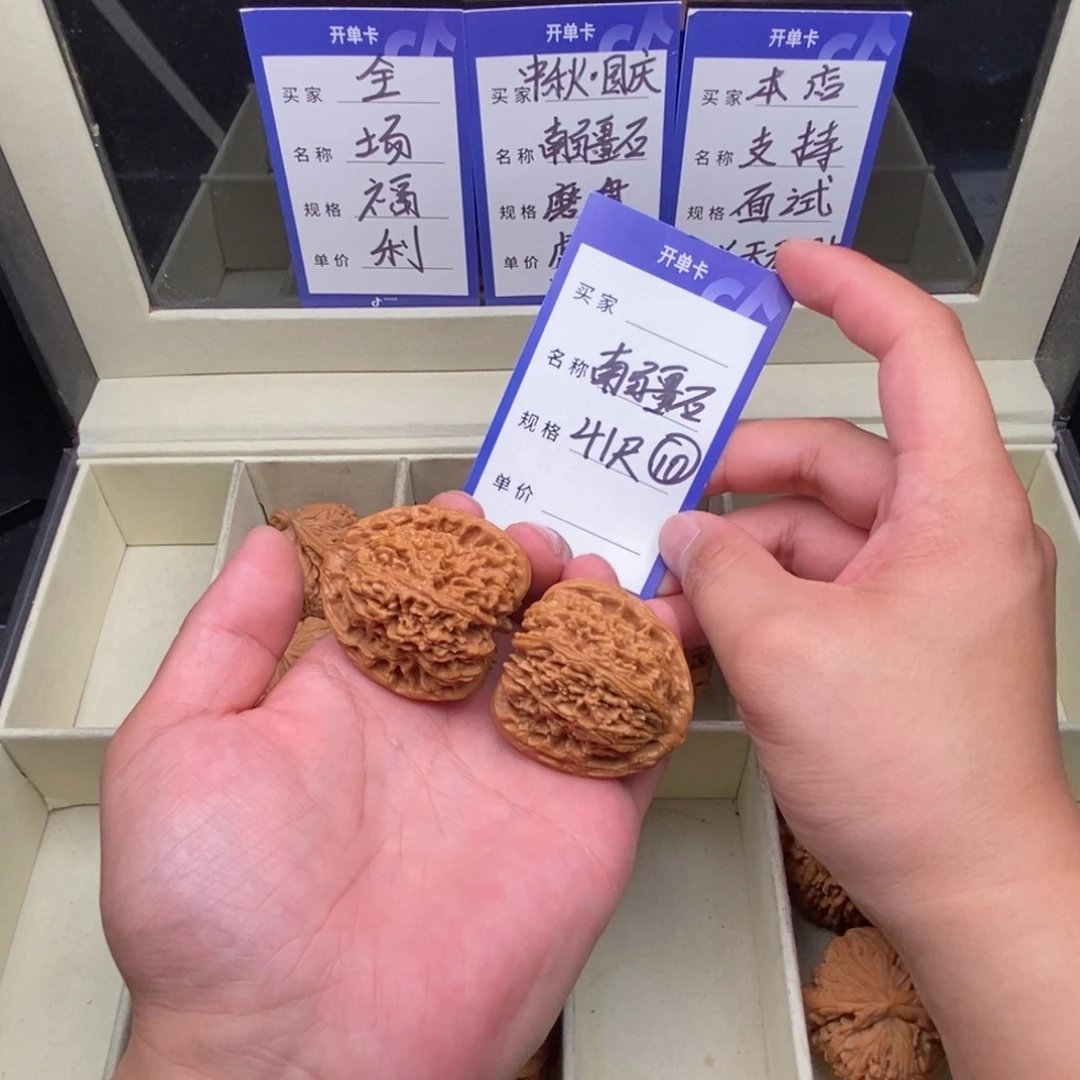 开单卡
买家 全
名称 场
规格 福
单价 利
开单卡
买家 中秋·国庆
名称 南疆石
规格 磨盘
单价
开单卡
买家 本店
名称 支持
规格 面试
开单卡
买家
名称 南疆石
规格 41尺 ⑩
单价